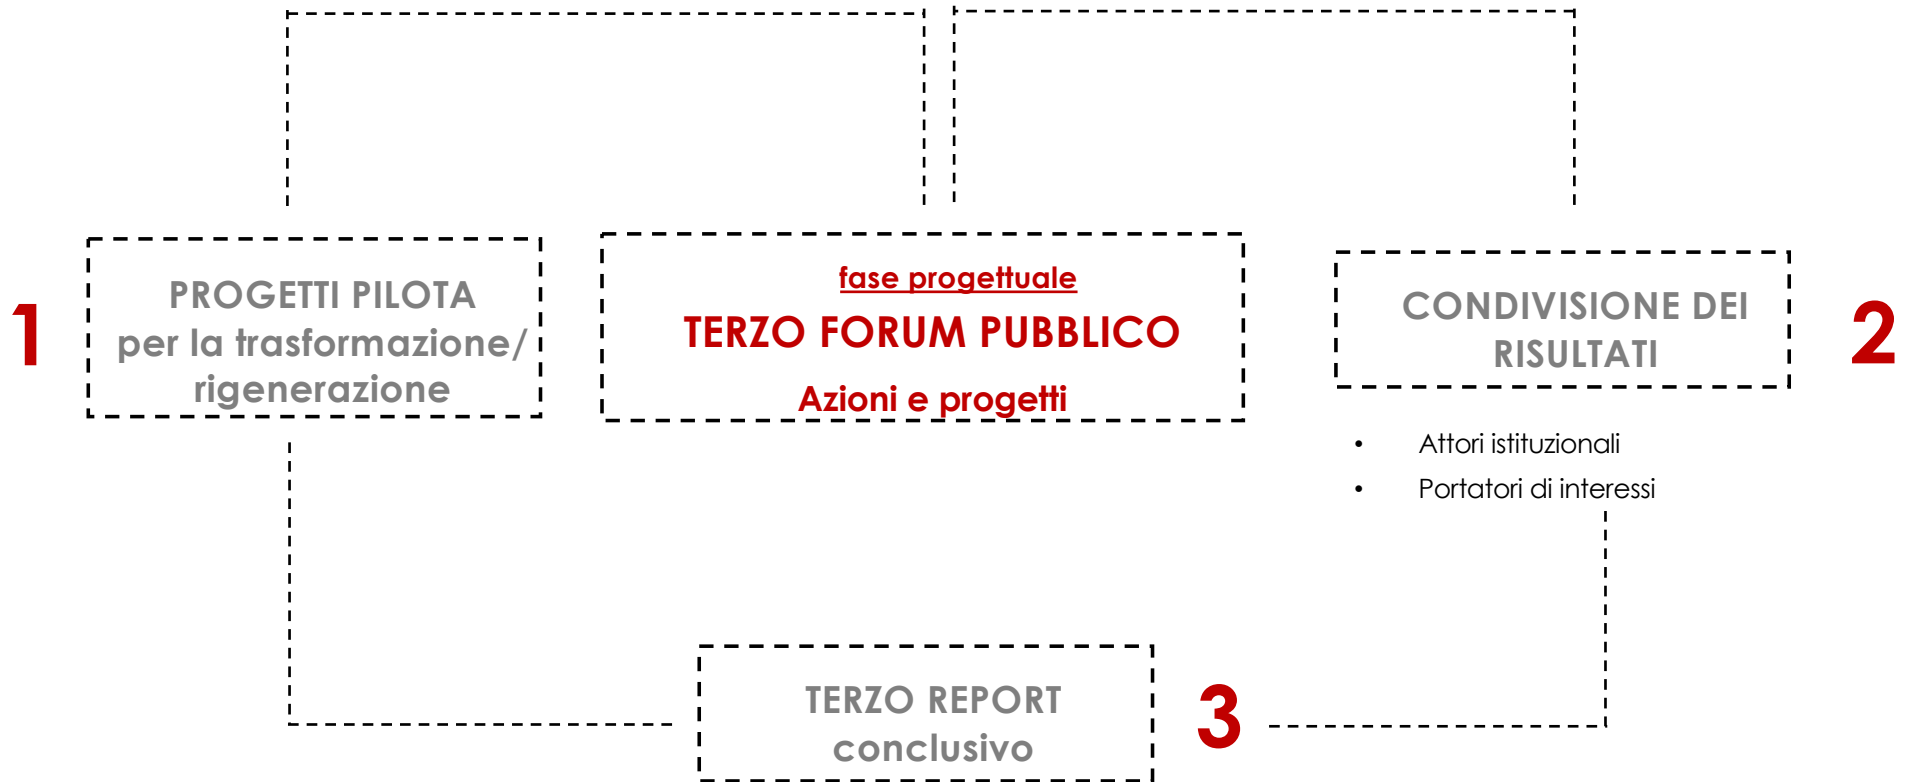 1
PROGETTI PILOTA
per la trasformazione/
rigenerazione
fase progettuale
TERZO FORUM PUBBLICO
Azioni e progetti
CONDIVISIONE DEI
RISULTATI
2
• Attori istituzionali
• Portatori di interessi
TERZO REPORT
conclusivo
3